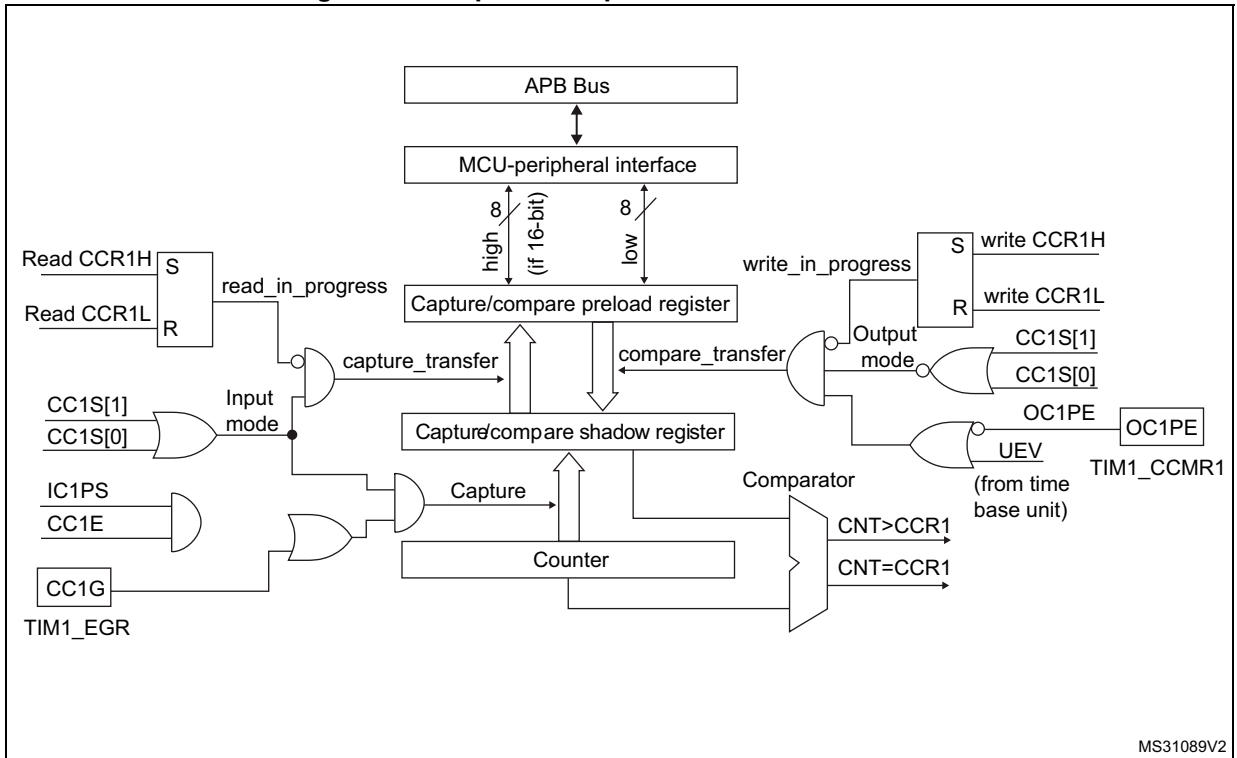 APB Bus
MCU-peripheral interface
8
high
(if 16-bit)
8
low
Read CCR1H
S
Read CCR1L
R
read_in_progress
write_in_progress
S
write CCR1H
R
write CCR1L
Capture/compare preload register
capture_transfer
compare_transfer
Output
mode
CC1S[1]
CC1S[0]
CC1S[1]
CC1S[0]
Input
mode
Capture/compare shadow register
OC1PE
OC1PE
UEV
TIM1_CCMR1
(from time
base unit)
IC1PS
CC1E
Capture
Comparator
CNT>CCR1
CNT=CCR1
Counter
CC1G
TIM1_EGR
MS31089V2